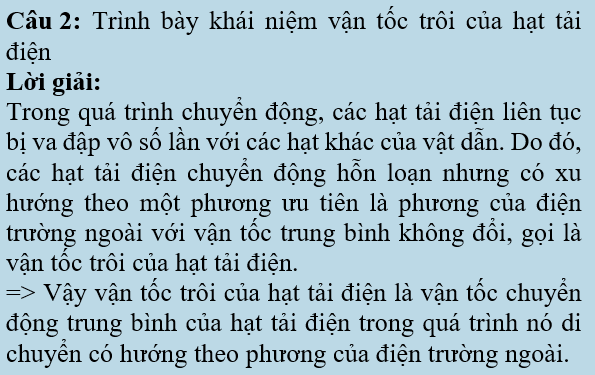 Câu 2: Trình bày khái niệm vận tốc trôi của hạt tải
điện
Lời giải:
Trong quá trình chuyển động, các hạt tải điện liên tục
bị va đập vô số lần với các hạt khác của vật dẫn. Do đó,
các hạt tải điện chuyển động hỗn loạn nhưng có xu
hướng theo một phương ưu tiên là phương của điện
trường ngoài với vận tốc trung bình không đổi, gọi là
vận tốc trôi của hạt tải điện.
=> Vậy vận tốc trôi của hạt tải điện là vận tốc chuyển
động trung bình của hạt tải điện trong quá trình nó di
chuyển có hướng theo phương của điện trường ngoài.